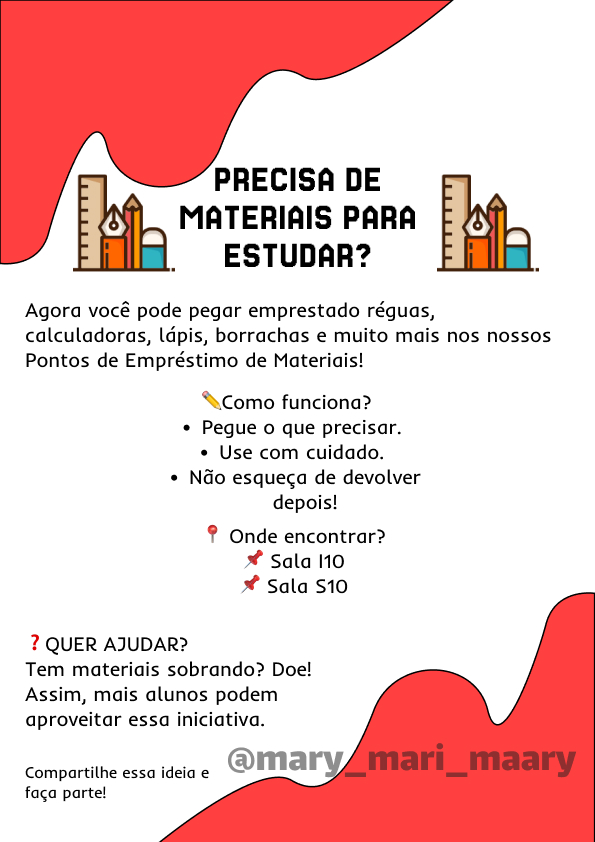 PRECISA DE
MATERIAIS PARA
ESTUDAR?
Agora você pode pegar emprestado réguas,
calculadoras, lápis, borrachas e muito mais nos nossos
Pontos de Empréstimo de Materiais!
✏️Como funciona?
• Pegue o que precisar.
• Use com cuidado.
• Não esqueça de devolver
depois!
📍 Onde encontrar?
📌 Sala I10
📌 Sala S10
❓QUER AJUDAR?
Tem materiais sobrando? Doe!
Assim, mais alunos podem
aproveitar essa iniciativa.
@mary_mari_maary
Compartilhe essa ideia e
faça parte!